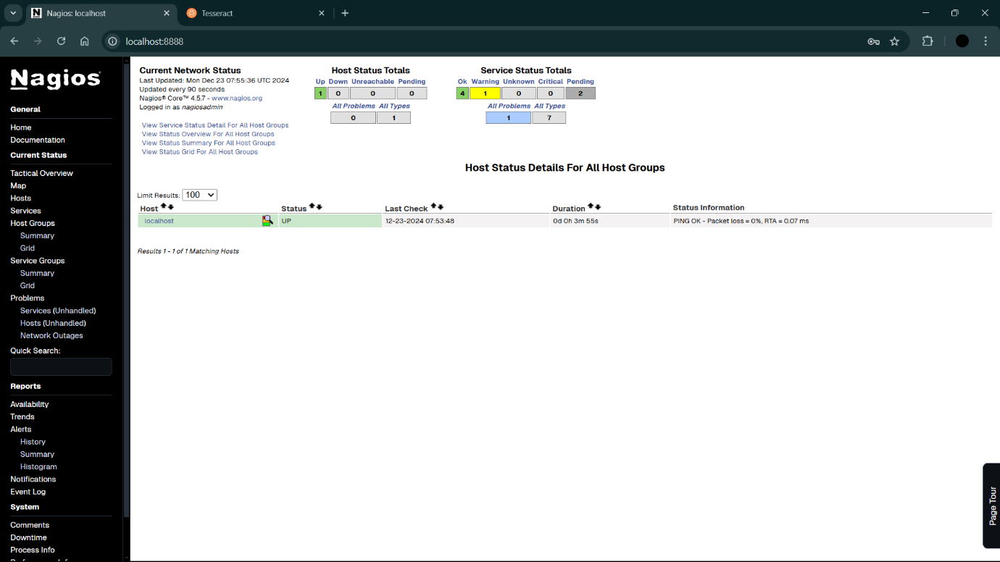 Nagios: localhost
Tesseract
localhost:8888
Nagios®
General
Home
Documentation
Current Status
Tactical Overview
Map
Hosts
Services
Host Groups
Summary
Grid
Service Groups
Summary
Grid
Problems
Services (Unhandled)
Hosts (Unhandled)
Network Outages
Quick Search:
Reports
Availability
Trends
Alerts
History
Summary
Histogram
Notifications
Event Log
System
Comments
Downtime
Process Info
Current Network Status
Last Updated: Mon Dec 23 07:55:36 UTC 2024
Updated every 90 seconds
Nagios® Core™ 4.5.7 - www.nagios.org
Logged in as nagiosadmin
View Service Status Detail For All Host Groups
View Status Overview For All Host Groups
View Status Summary For All Host Groups
View Status Grid For All Host Groups
Host Status Totals
Up Down Unreachable Pending
1 0 0 0
All Problems All Types
0 1
Service Status Totals
Ok Warning Unknown Critical Pending
4 1 0 0 2
All Problems All Types
1 7
Host Status Details For All Host Groups
Limit Results: 100
Host Status Last Check Duration Status Information
localhost UP 12-23-2024 07:53:48 0d 0h 3m 55s PING OK - Packet loss = 0%, RTA = 0.07 ms
Results 1 - 1 of 1 Matching Hosts
Page Tour